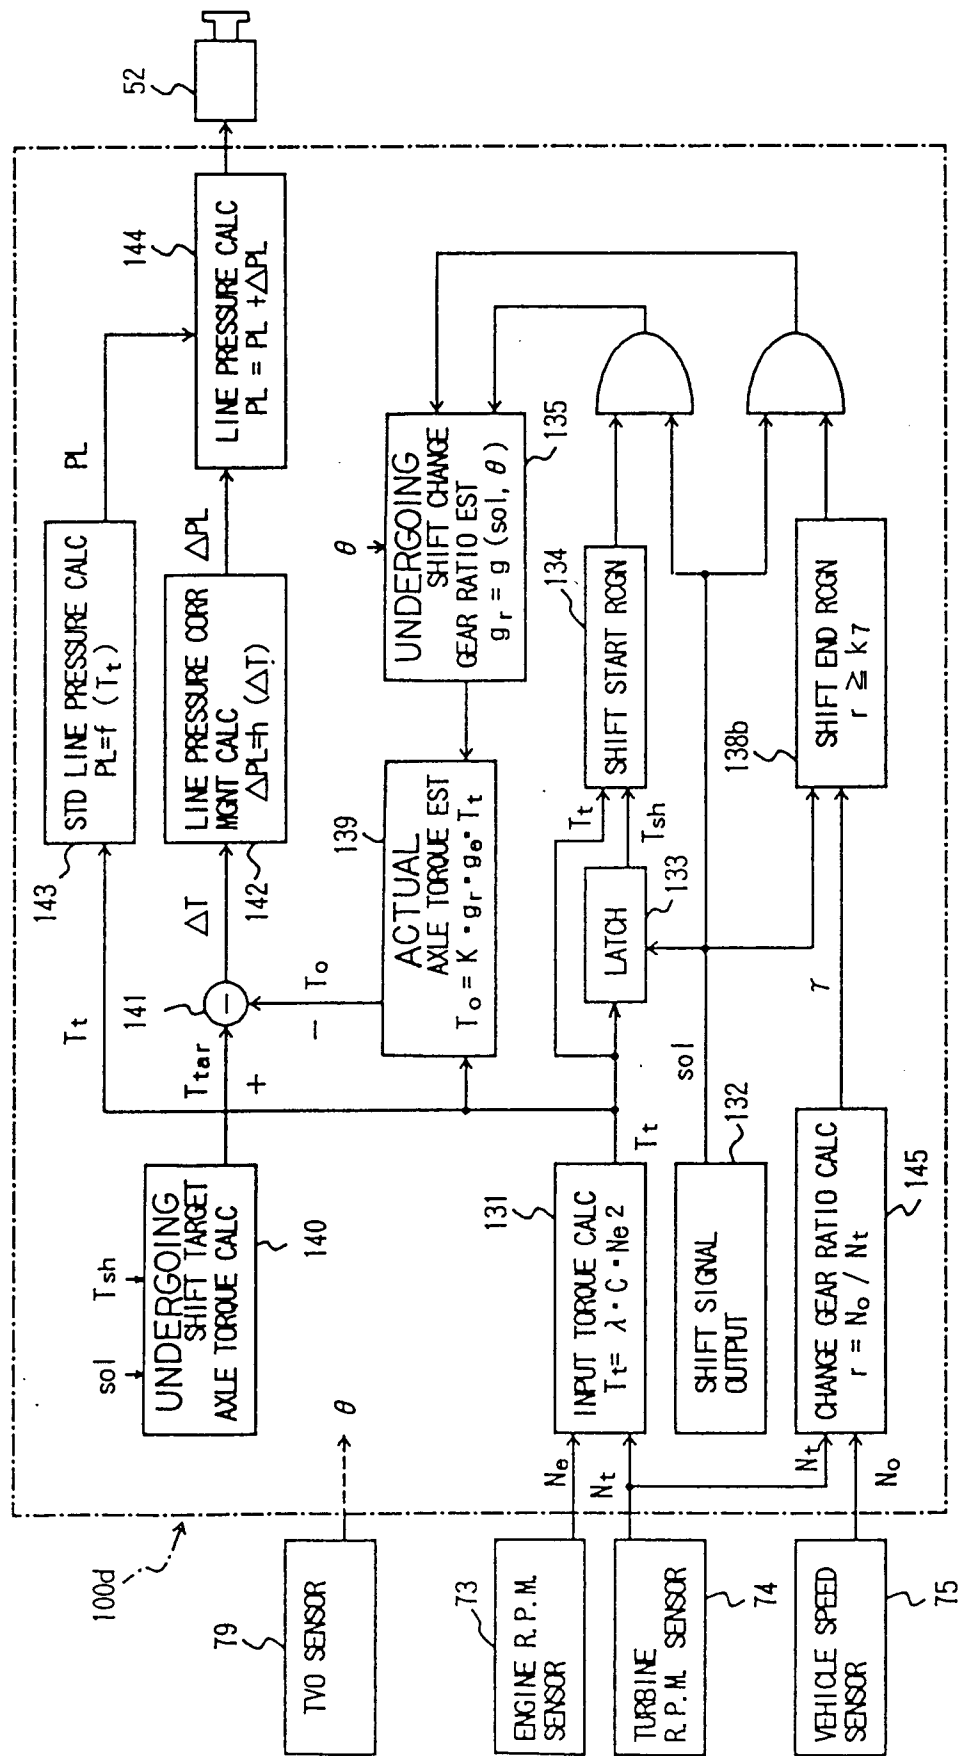 100d
79
TVO SENSOR
θ
73
ENGINE R.P.M.
SENSOR
74
TURBINE
R.P.M. SENSOR
75
VEHICLE SPEED
SENSOR
Ne
Nt
Nt
No
sol
Tsh
UNDERGOING
SHIFT TARGET
AXLE TORQUE CALC
140
131
INPUT TORQUE CALC
Tt= λ・C・Ne²
132
SHIFT SIGNAL
OUTPUT
145
CHANGE GEAR RATIO CALC
r = No / Nt
Tt
Ttar
+
141
−
ΔT
−
To
Tt
sol
γ
139
ACTUAL
AXLE TORQUE EST
To = K・gr・ge・Tt
133
LATCH
Tt
Tsh
143
STD LINE PRESSURE CALC
PL=f (Tt)
142
LINE PRESSURE CORR
MGNT CALC
ΔPL=h (ΔT)
134
SHIFT START RCGN
138b
SHIFT END RCGN
r ≧ k7
θ
UNDERGOING
SHIFT CHANGE
GEAR RATIO EST
gr = g (sol, θ)
135
PL
ΔPL
144
LINE PRESSURE CALC
PL = PL +ΔPL
52